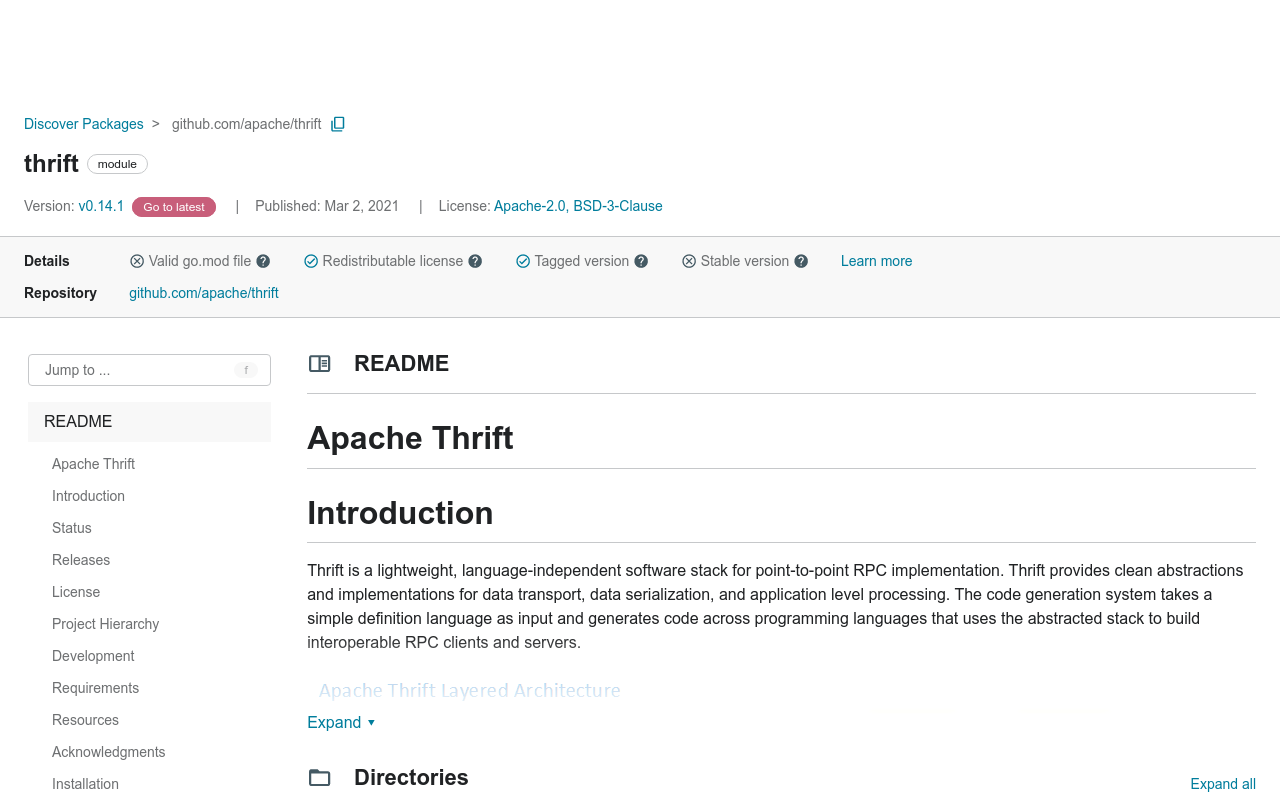 Discover Packages > github.com/apache/thrift
thrift module
Version: v0.14.1 Go to latest | Published: Mar 2, 2021 | License: Apache-2.0, BSD-3-Clause
Details Valid go.mod file ? Redistributable license ? Tagged version ? Stable version ? Learn more
Repository github.com/apache/thrift
Jump to ... f
README
Apache Thrift
Introduction
Status
Releases
License
Project Hierarchy
Development
Requirements
Resources
Acknowledgments
Installation
README
Apache Thrift
Introduction
Thrift is a lightweight, language-independent software stack for point-to-point RPC implementation. Thrift provides clean abstractions
and implementations for data transport, data serialization, and application level processing. The code generation system takes a
simple definition language as input and generates code across programming languages that uses the abstracted stack to build
interoperable RPC clients and servers.
Apache Thrift Layered Architecture
Expand
Directories
Expand all